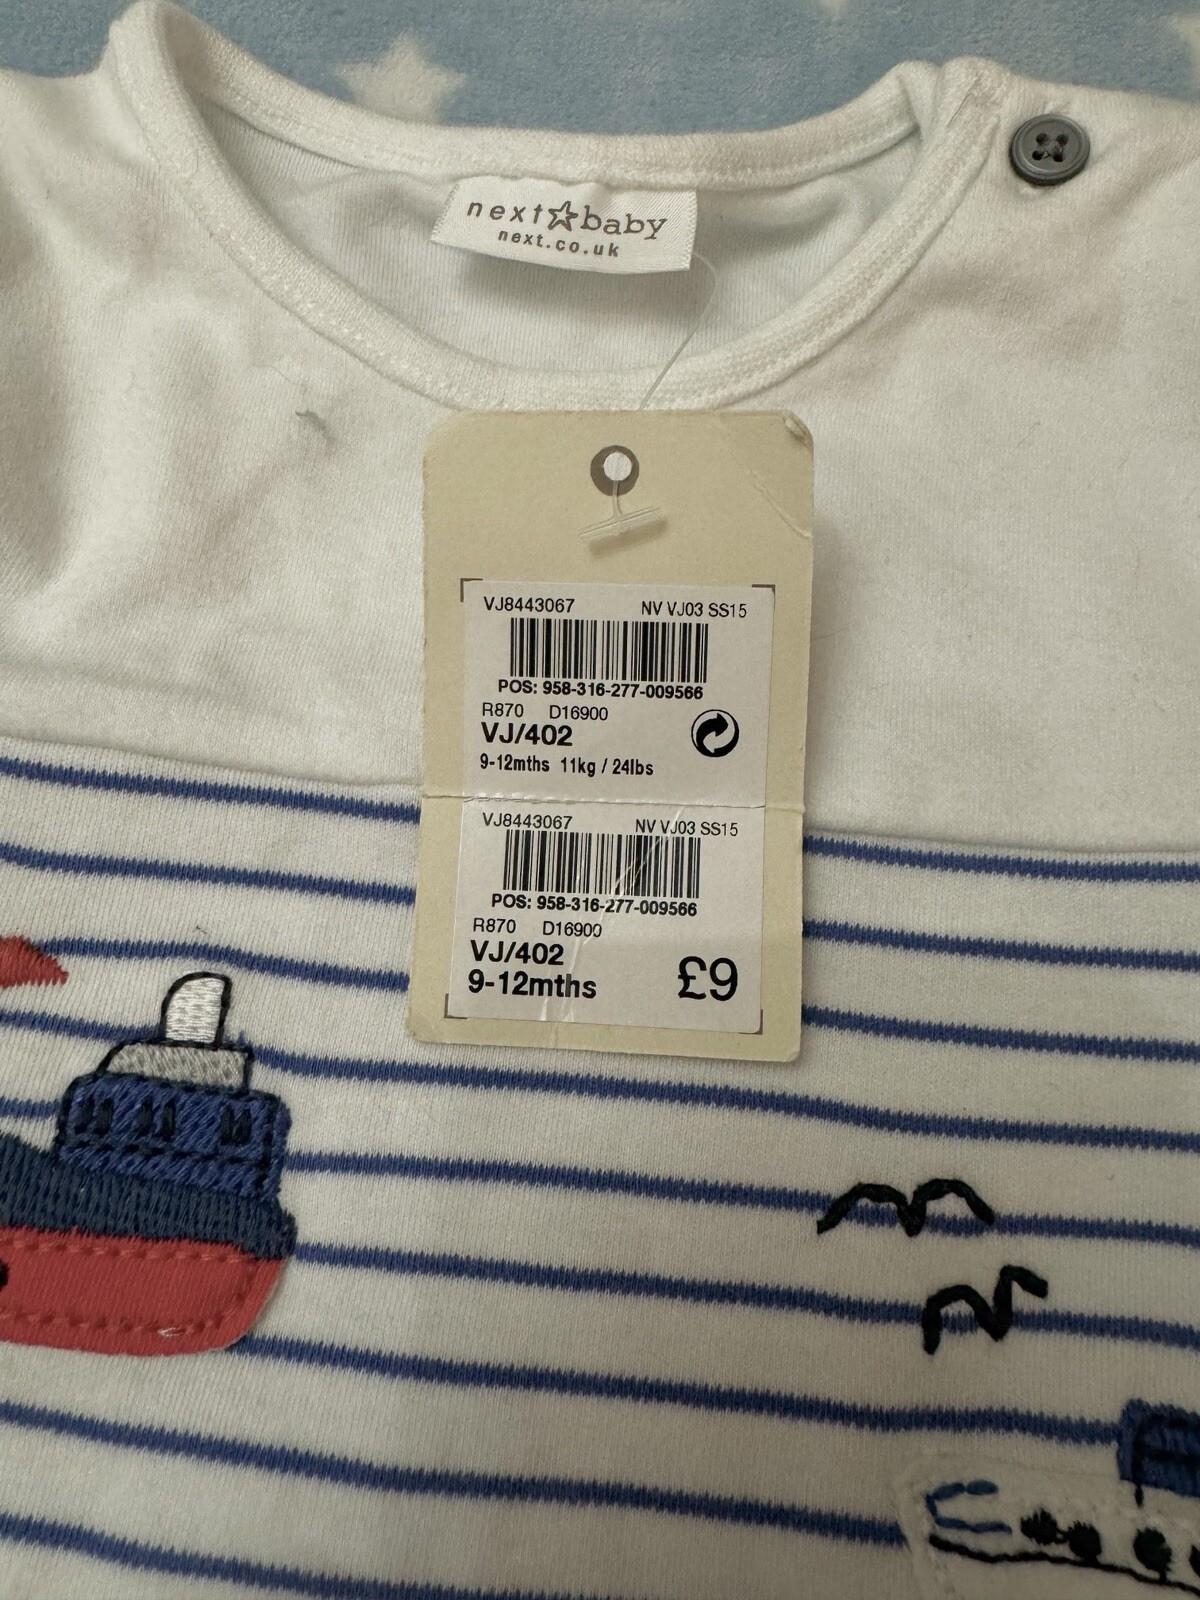 next☆baby
next.co.uk
VJ8443067 NV VJ03 SS15
POS: 958-316-277-009566
R870 D16900
VJ/402
9-12mths 11kg / 24lbs
VJ8443067 NV VJ03 SS15
POS: 958-316-277-009566
R870 D16900
VJ/402
9-12mths £9